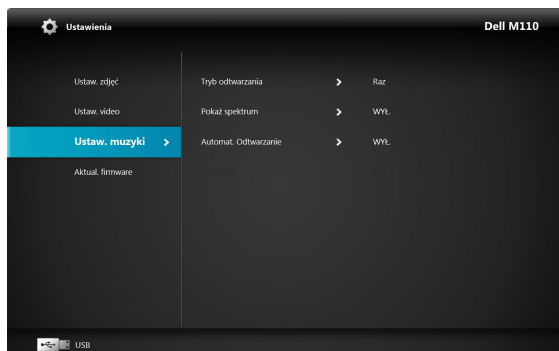 Ustawienia
Dell M110
Ustaw. zdjęć
Tryb odtwarzania
Raz
Ustaw. video
Pokaż spektrum
WYŁ.
Ustaw. muzyki
Automat. Odtwarzanie
WYŁ.
Aktual. firmware
USB